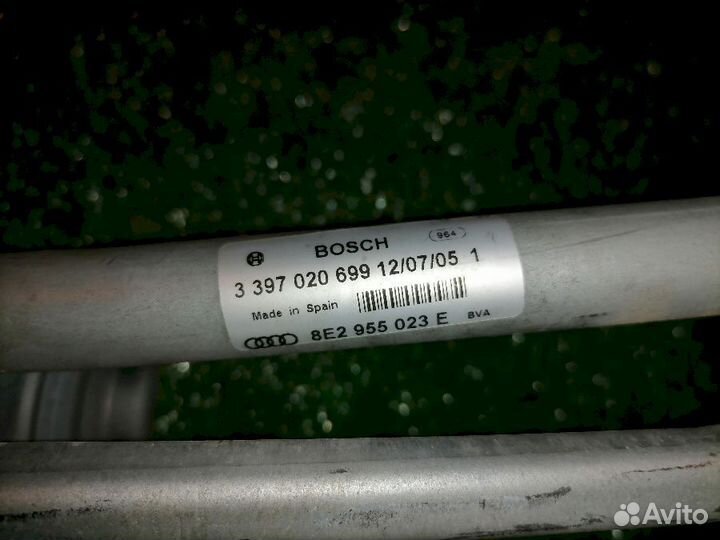 BOSCH 964
3 397 020 699 12/07/05 1
Made in Spain
8E2 955 023 E BVA
Avito